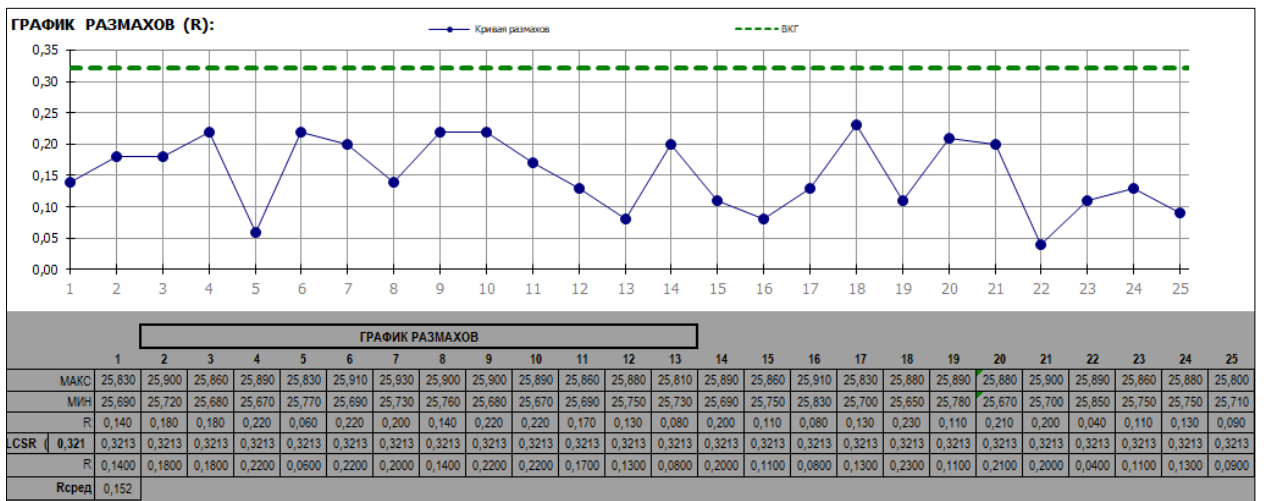 ГРАФИК РАЗМАХОВ (R):
Кривая размахов
ВКГ
0,35
0,30
0,25
0,20
0,15
0,10
0,05
0,00
1 2 3 4 5 6 7 8 9 10 11 12 13 14 15 16 17 18 19 20 21 22 23 24 25
ГРАФИК РАЗМАХОВ
1 2 3 4 5 6 7 8 9 10 11 12 13 14 15 16 17 18 19 20 21 22 23 24 25
МАКС 25,830 25,900 25,860 25,890 25,830 25,910 25,930 25,900 25,900 25,890 25,860 25,880 25,810 25,890 25,860 25,910 25,830 25,880 25,890 25,880 25,900 25,890 25,860 25,880 25,800
МИН 25,690 25,720 25,680 25,670 25,770 25,690 25,730 25,760 25,680 25,670 25,690 25,750 25,730 25,690 25,750 25,830 25,700 25,650 25,780 25,670 25,700 25,850 25,750 25,750 25,710
R 0,140 0,180 0,180 0,220 0,060 0,220 0,200 0,140 0,220 0,220 0,170 0,130 0,080 0,200 0,110 0,080 0,130 0,230 0,110 0,210 0,200 0,040 0,110 0,130 0,090
LCSR ( 0,321 0,3213 0,3213 0,3213 0,3213 0,3213 0,3213 0,3213 0,3213 0,3213 0,3213 0,3213 0,3213 0,3213 0,3213 0,3213 0,3213 0,3213 0,3213 0,3213 0,3213 0,3213 0,3213 0,3213 0,3213 0,3213
R 0,1400 0,1800 0,1800 0,2200 0,0600 0,2200 0,2000 0,1400 0,2200 0,2200 0,1700 0,1300 0,0800 0,2000 0,1100 0,0800 0,1300 0,2300 0,1100 0,2100 0,2000 0,0400 0,1100 0,1300 0,0900
Rсред 0,152